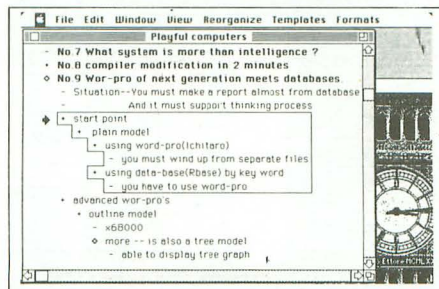 File Edit Window View Reorganize Templates Formats
Playful computers
- No.7 What system is more than intelligence ?
• No.8 compiler modification in 2 minutes
◇ No.9 Wor-pro of next generation meets databases.
- Situation--You must make a report almost from database
- And it must support thinking process
• start point
• plain model
• using word-pro(Ichitaro)
- you must wind up from separate files
• using data-base(Rbase) by key word
- you have to use word-pro
• advanced wor-pro's
• outline model
- x68000
◇ more -- is also a tree model
- able to display tree graph
Ettore MCMLXX